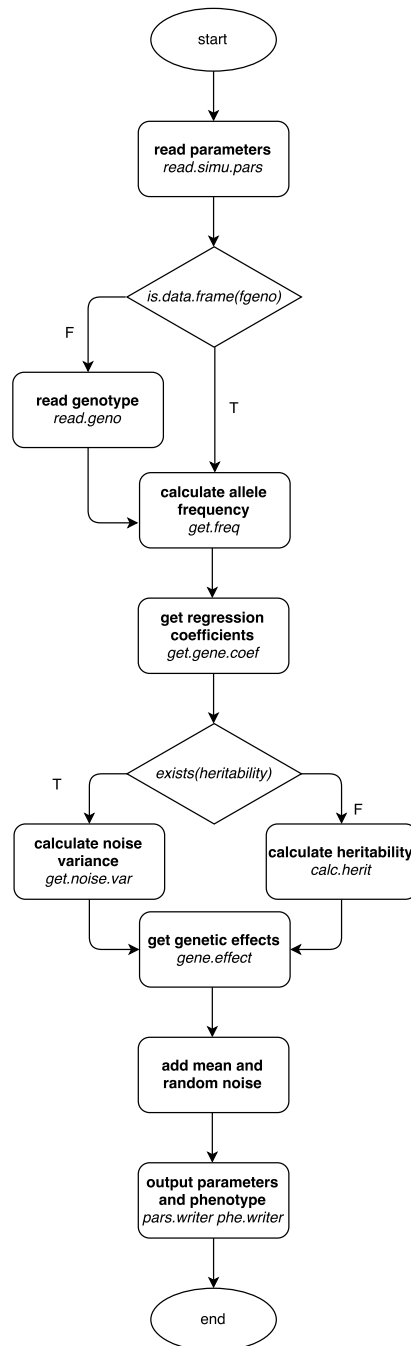 start
read parameters
read.simu.pars
is.data.frame(fgeno)
F
T
read genotype
read.geno
calculate allele
frequency
get.freq
get regression
coefficients
get.gene.coef
exists(heritability)
T
F
calculate noise
variance
get.noise.var
calculate heritability
calc.herit
get genetic effects
gene.effect
add mean and
random noise
output parameters
and phenotype
pars.writer phe.writer
end